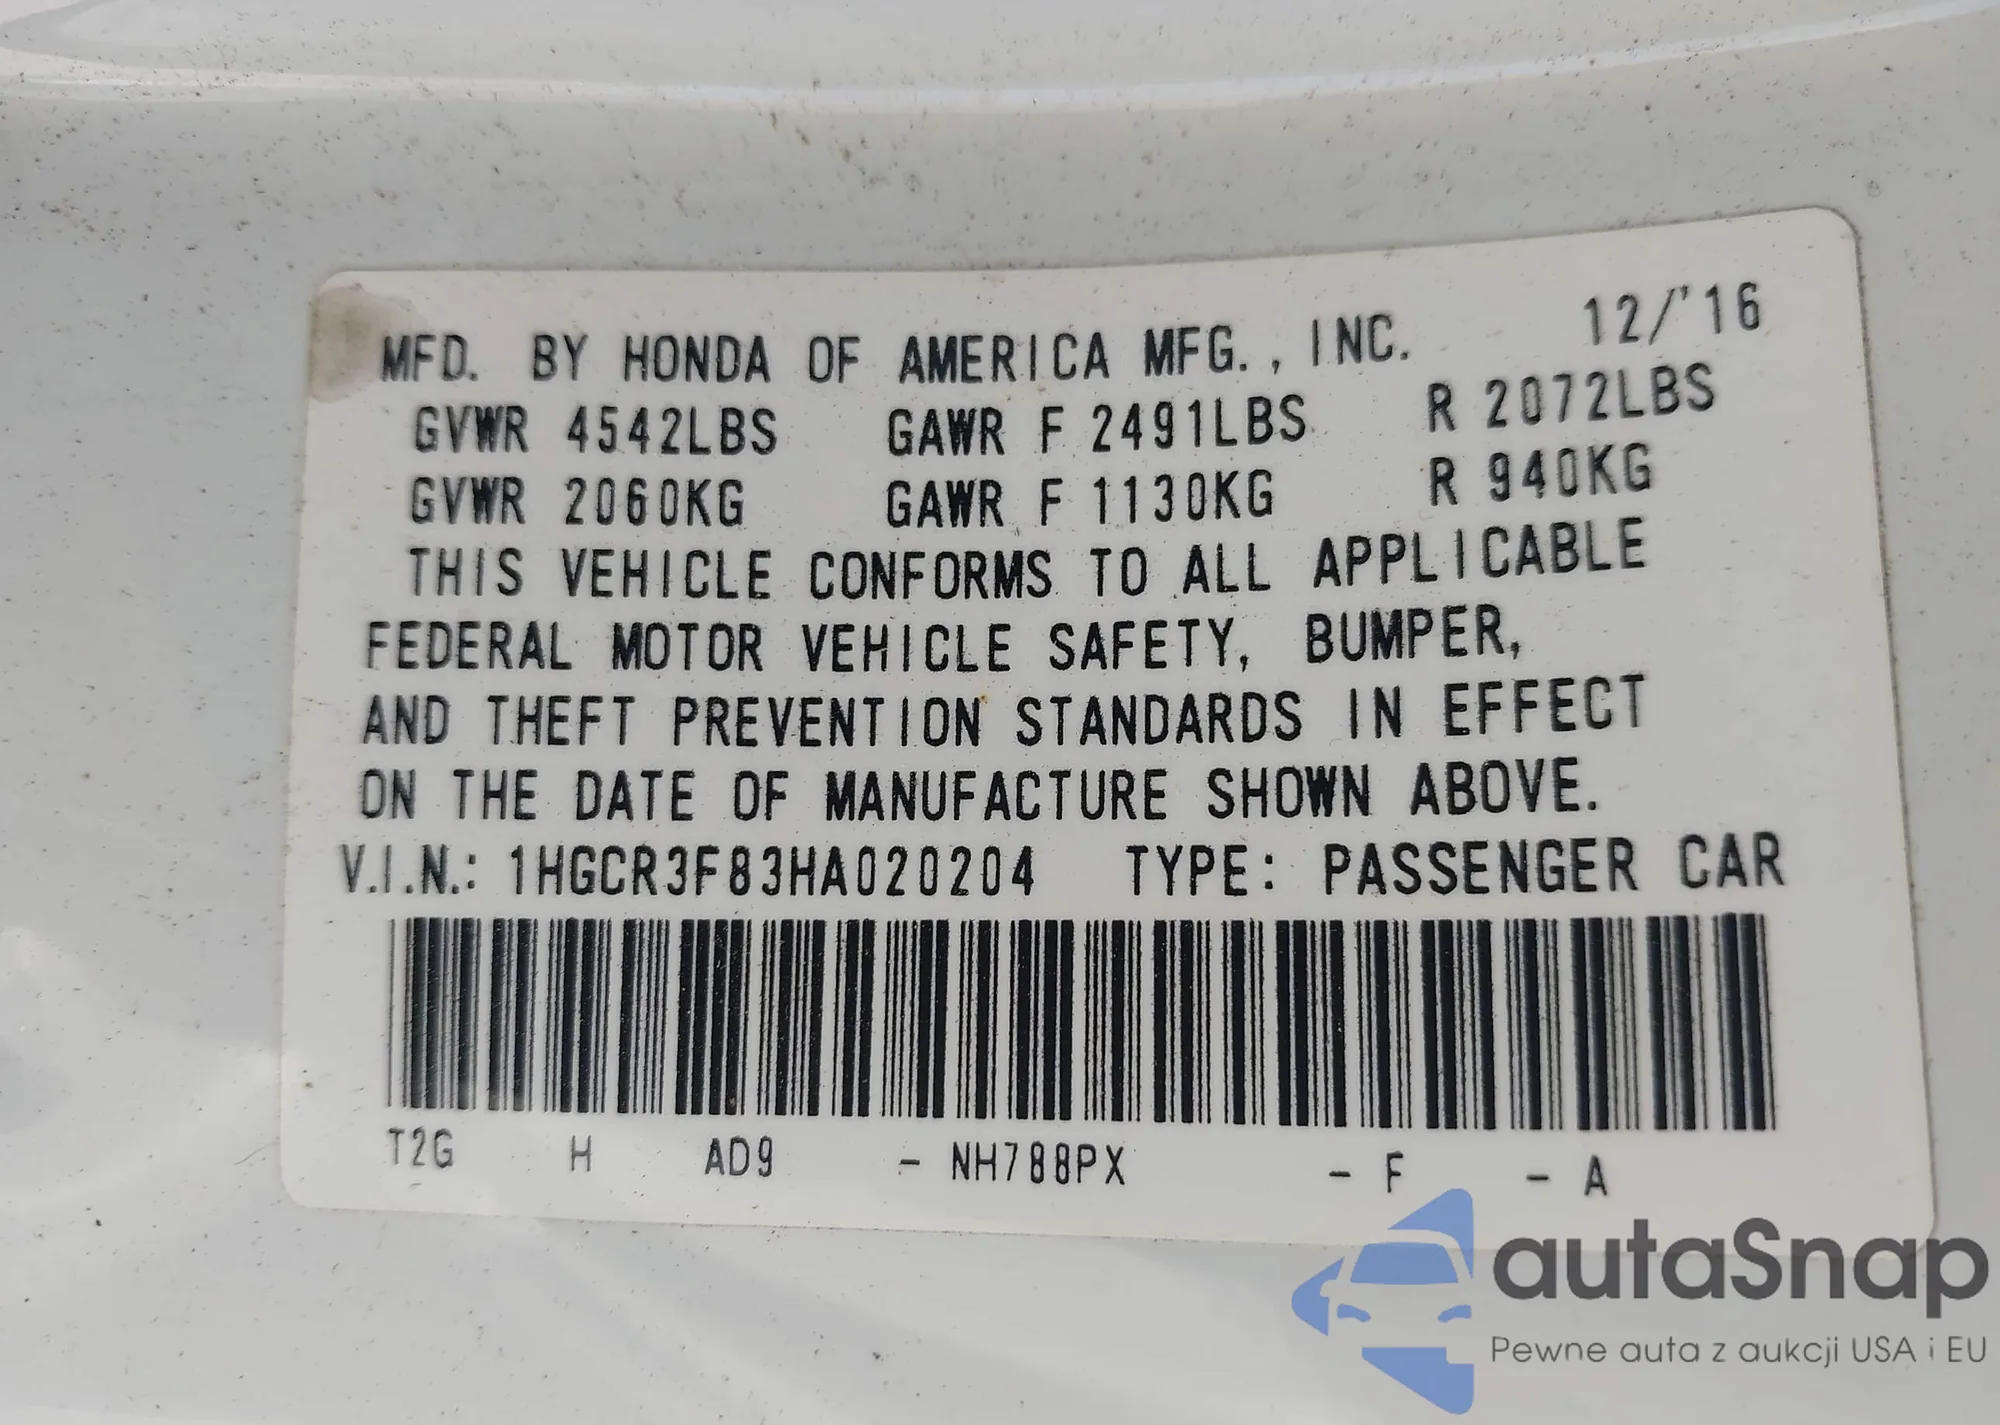 MFD. BY HONDA OF AMERICA MFG., INC. 12/'16
GVWR 4542LBS GAWR F 2491LBS R 2072LBS
GVWR 2060KG GAWR F 1130KG R 940KG
THIS VEHICLE CONFORMS TO ALL APPLICABLE
FEDERAL MOTOR VEHICLE SAFETY, BUMPER,
AND THEFT PREVENTION STANDARDS IN EFFECT
ON THE DATE OF MANUFACTURE SHOWN ABOVE.
V.I.N.: 1HGCR3F83HA020204 TYPE: PASSENGER CAR
T2G H AD9 - NH788PX - F - A
autaSnap
Pewne auta z aukcji USA i EU